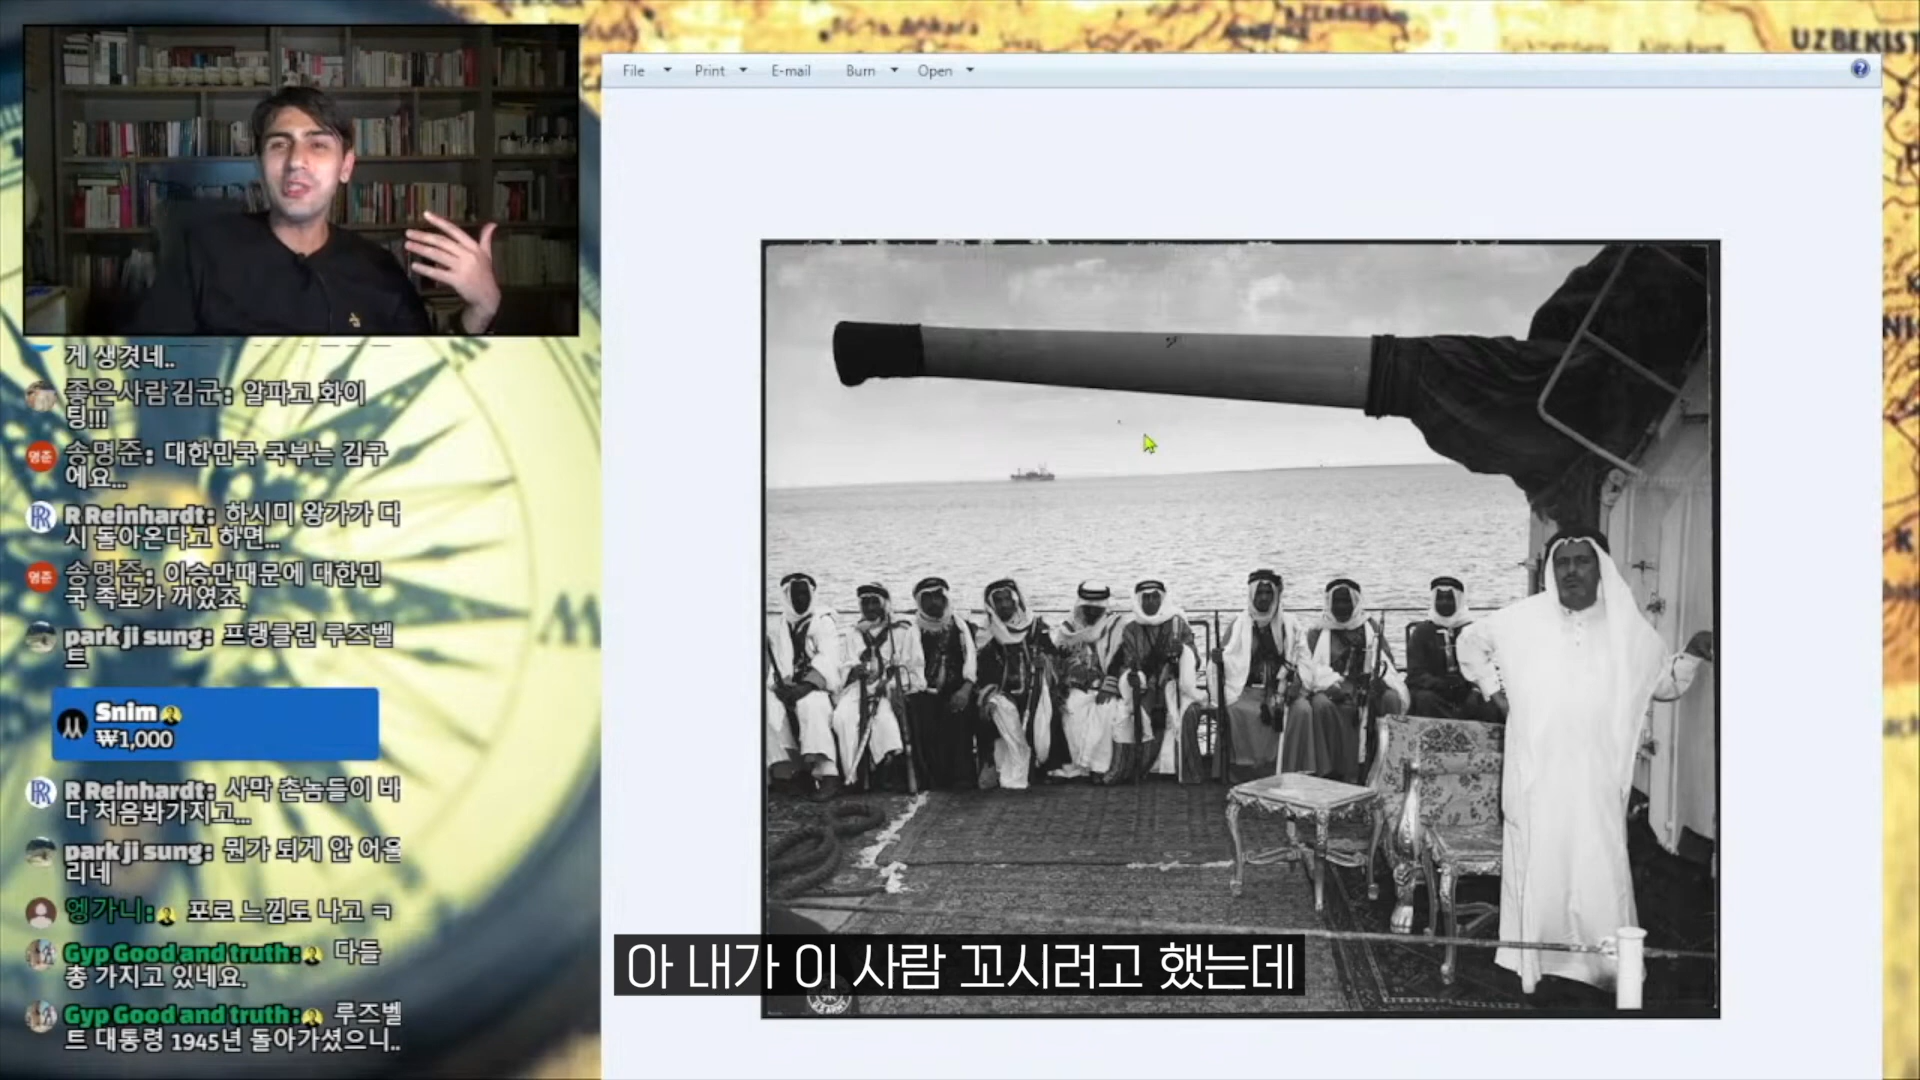 UZBEKIST
File
Print
E-mail
Burn
Open
게 생겻네..
좋은사람김군: 알파고 화이
팅!!!
명준 송명준: 대한민국 국부는 김구
에요...
R Reinhardt: 하시미 왕가가 다
시 돌아온다고 하면...
명준 송명준: 이승만때문에 대한민
국 족보가 꺼였죠.
park ji sung: 프랭클린 루즈벨
트
Snim
₩1,000
R Reinhardt: 사막 촌놈들이 바
다 처음봐가지고...
park ji sung: 뭔가 되게 안 어울
리네
엥가니: 포로 느낌도 나고 ㅋ
Gyp Good and truth: 다들
총 가지고 있네요.
Gyp Good and truth: 루즈벨
트 대통령 1945년 돌아가셨으니..
아 내가 이 사람 꼬시려고 했는데